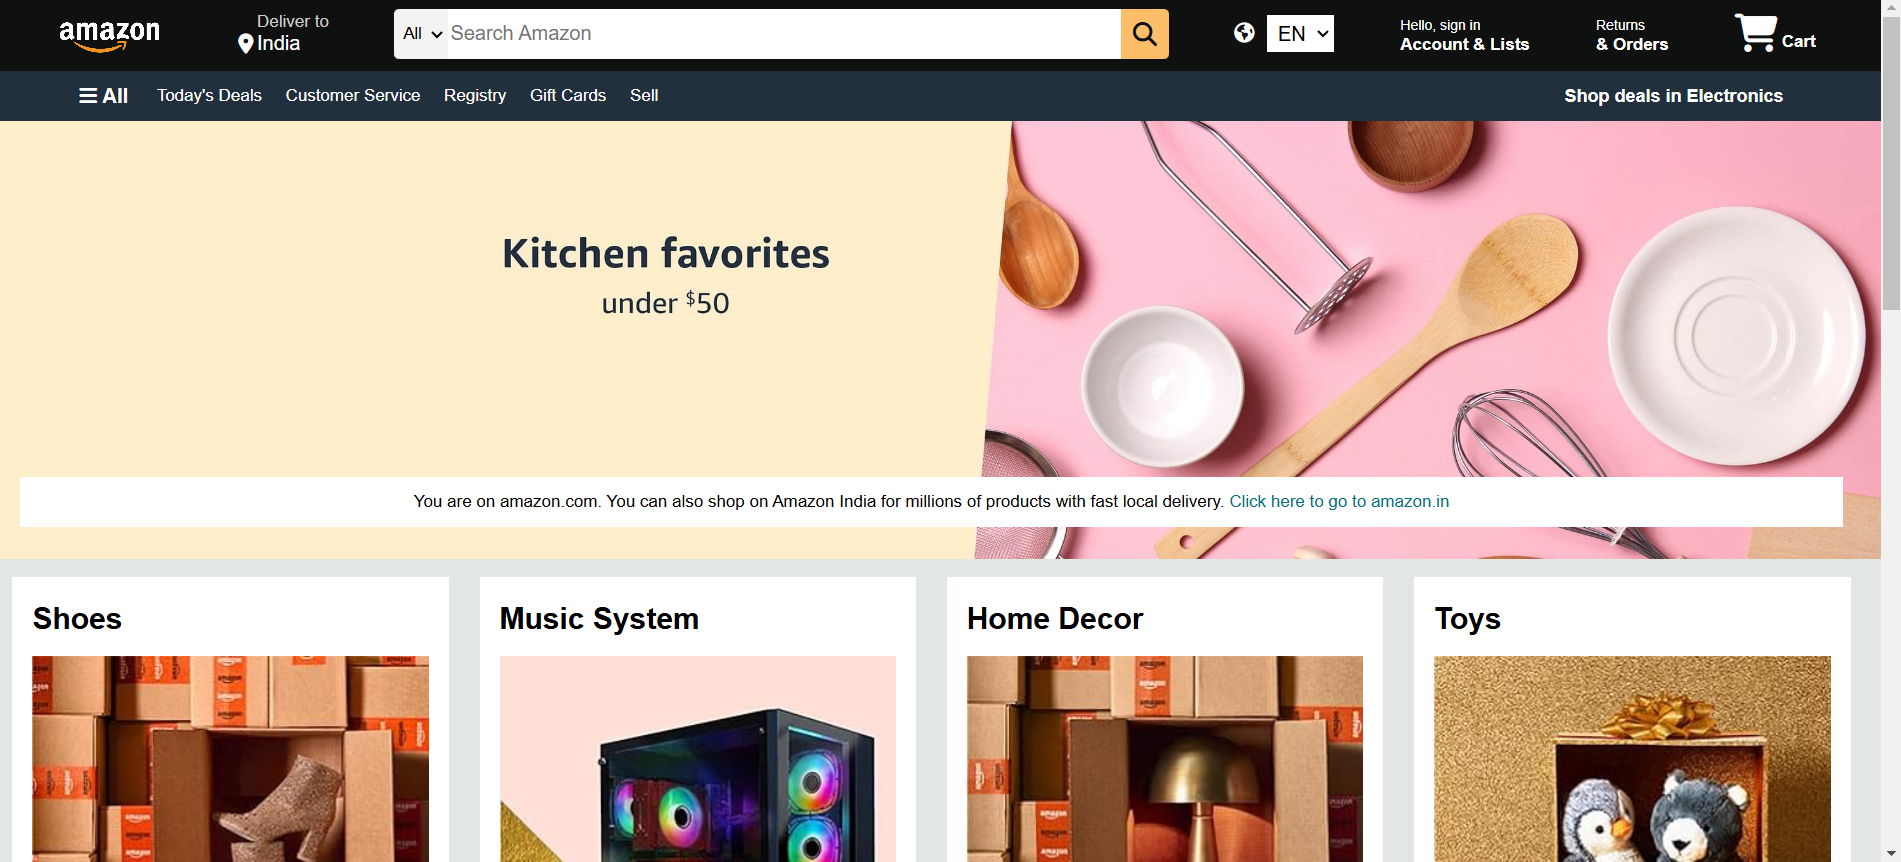 amazon
Deliver to
India
All Search Amazon
EN
Hello, sign in
Account & Lists
Returns
& Orders
Cart
All Today's Deals Customer Service Registry Gift Cards Sell Shop deals in Electronics
Kitchen favorites
under $50
You are on amazon.com. You can also shop on Amazon India for millions of products with fast local delivery. Click here to go to amazon.in
Shoes
Music System
Home Decor
Toys